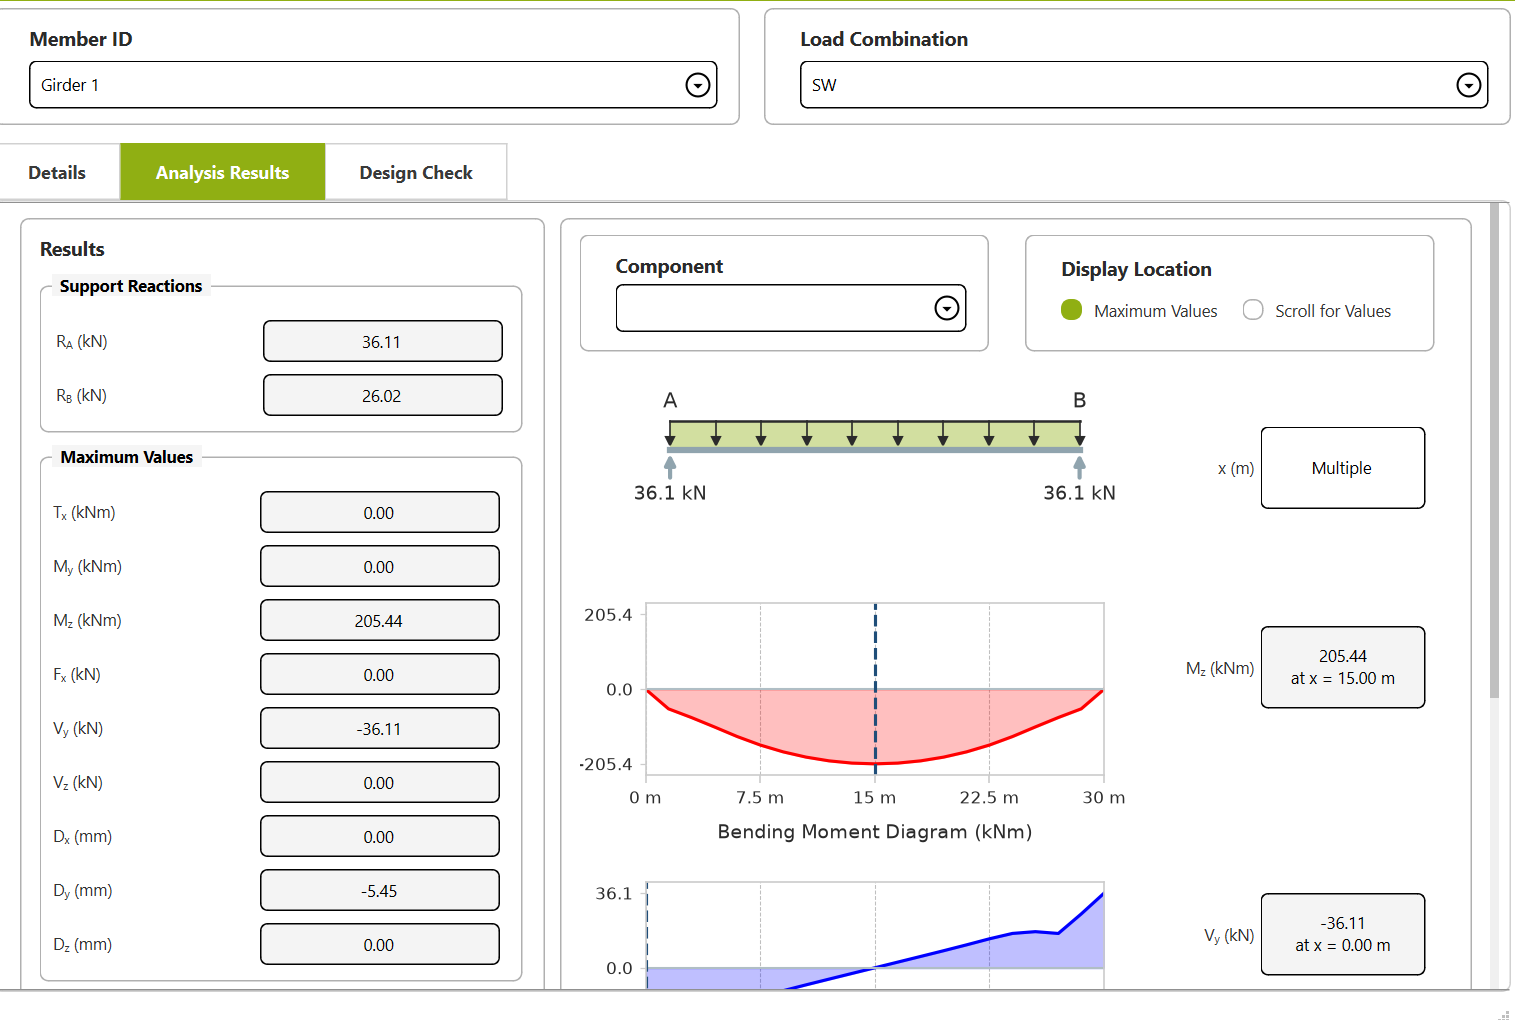 Member ID
Girder 1
Load Combination
SW
Details
Analysis Results
Design Check
Results
Support Reactions
RA (kN)
36.11
RB (kN)
26.02
Maximum Values
Tx (kNm)
0.00
My (kNm)
0.00
Mz (kNm)
205.44
Fx (kN)
0.00
Vy (kN)
-36.11
Vz (kN)
0.00
Dx (mm)
0.00
Dy (mm)
-5.45
Dz (mm)
0.00
Component
Display Location
Maximum Values
Scroll for Values
A
B
36.1 kN
36.1 kN
x (m)
Multiple
205.4
0.0
-205.4
0 m
7.5 m
15 m
22.5 m
30 m
Bending Moment Diagram (kNm)
Mz (kNm)
205.44
at x = 15.00 m
36.1
0.0
Vy (kN)
-36.11
at x = 0.00 m